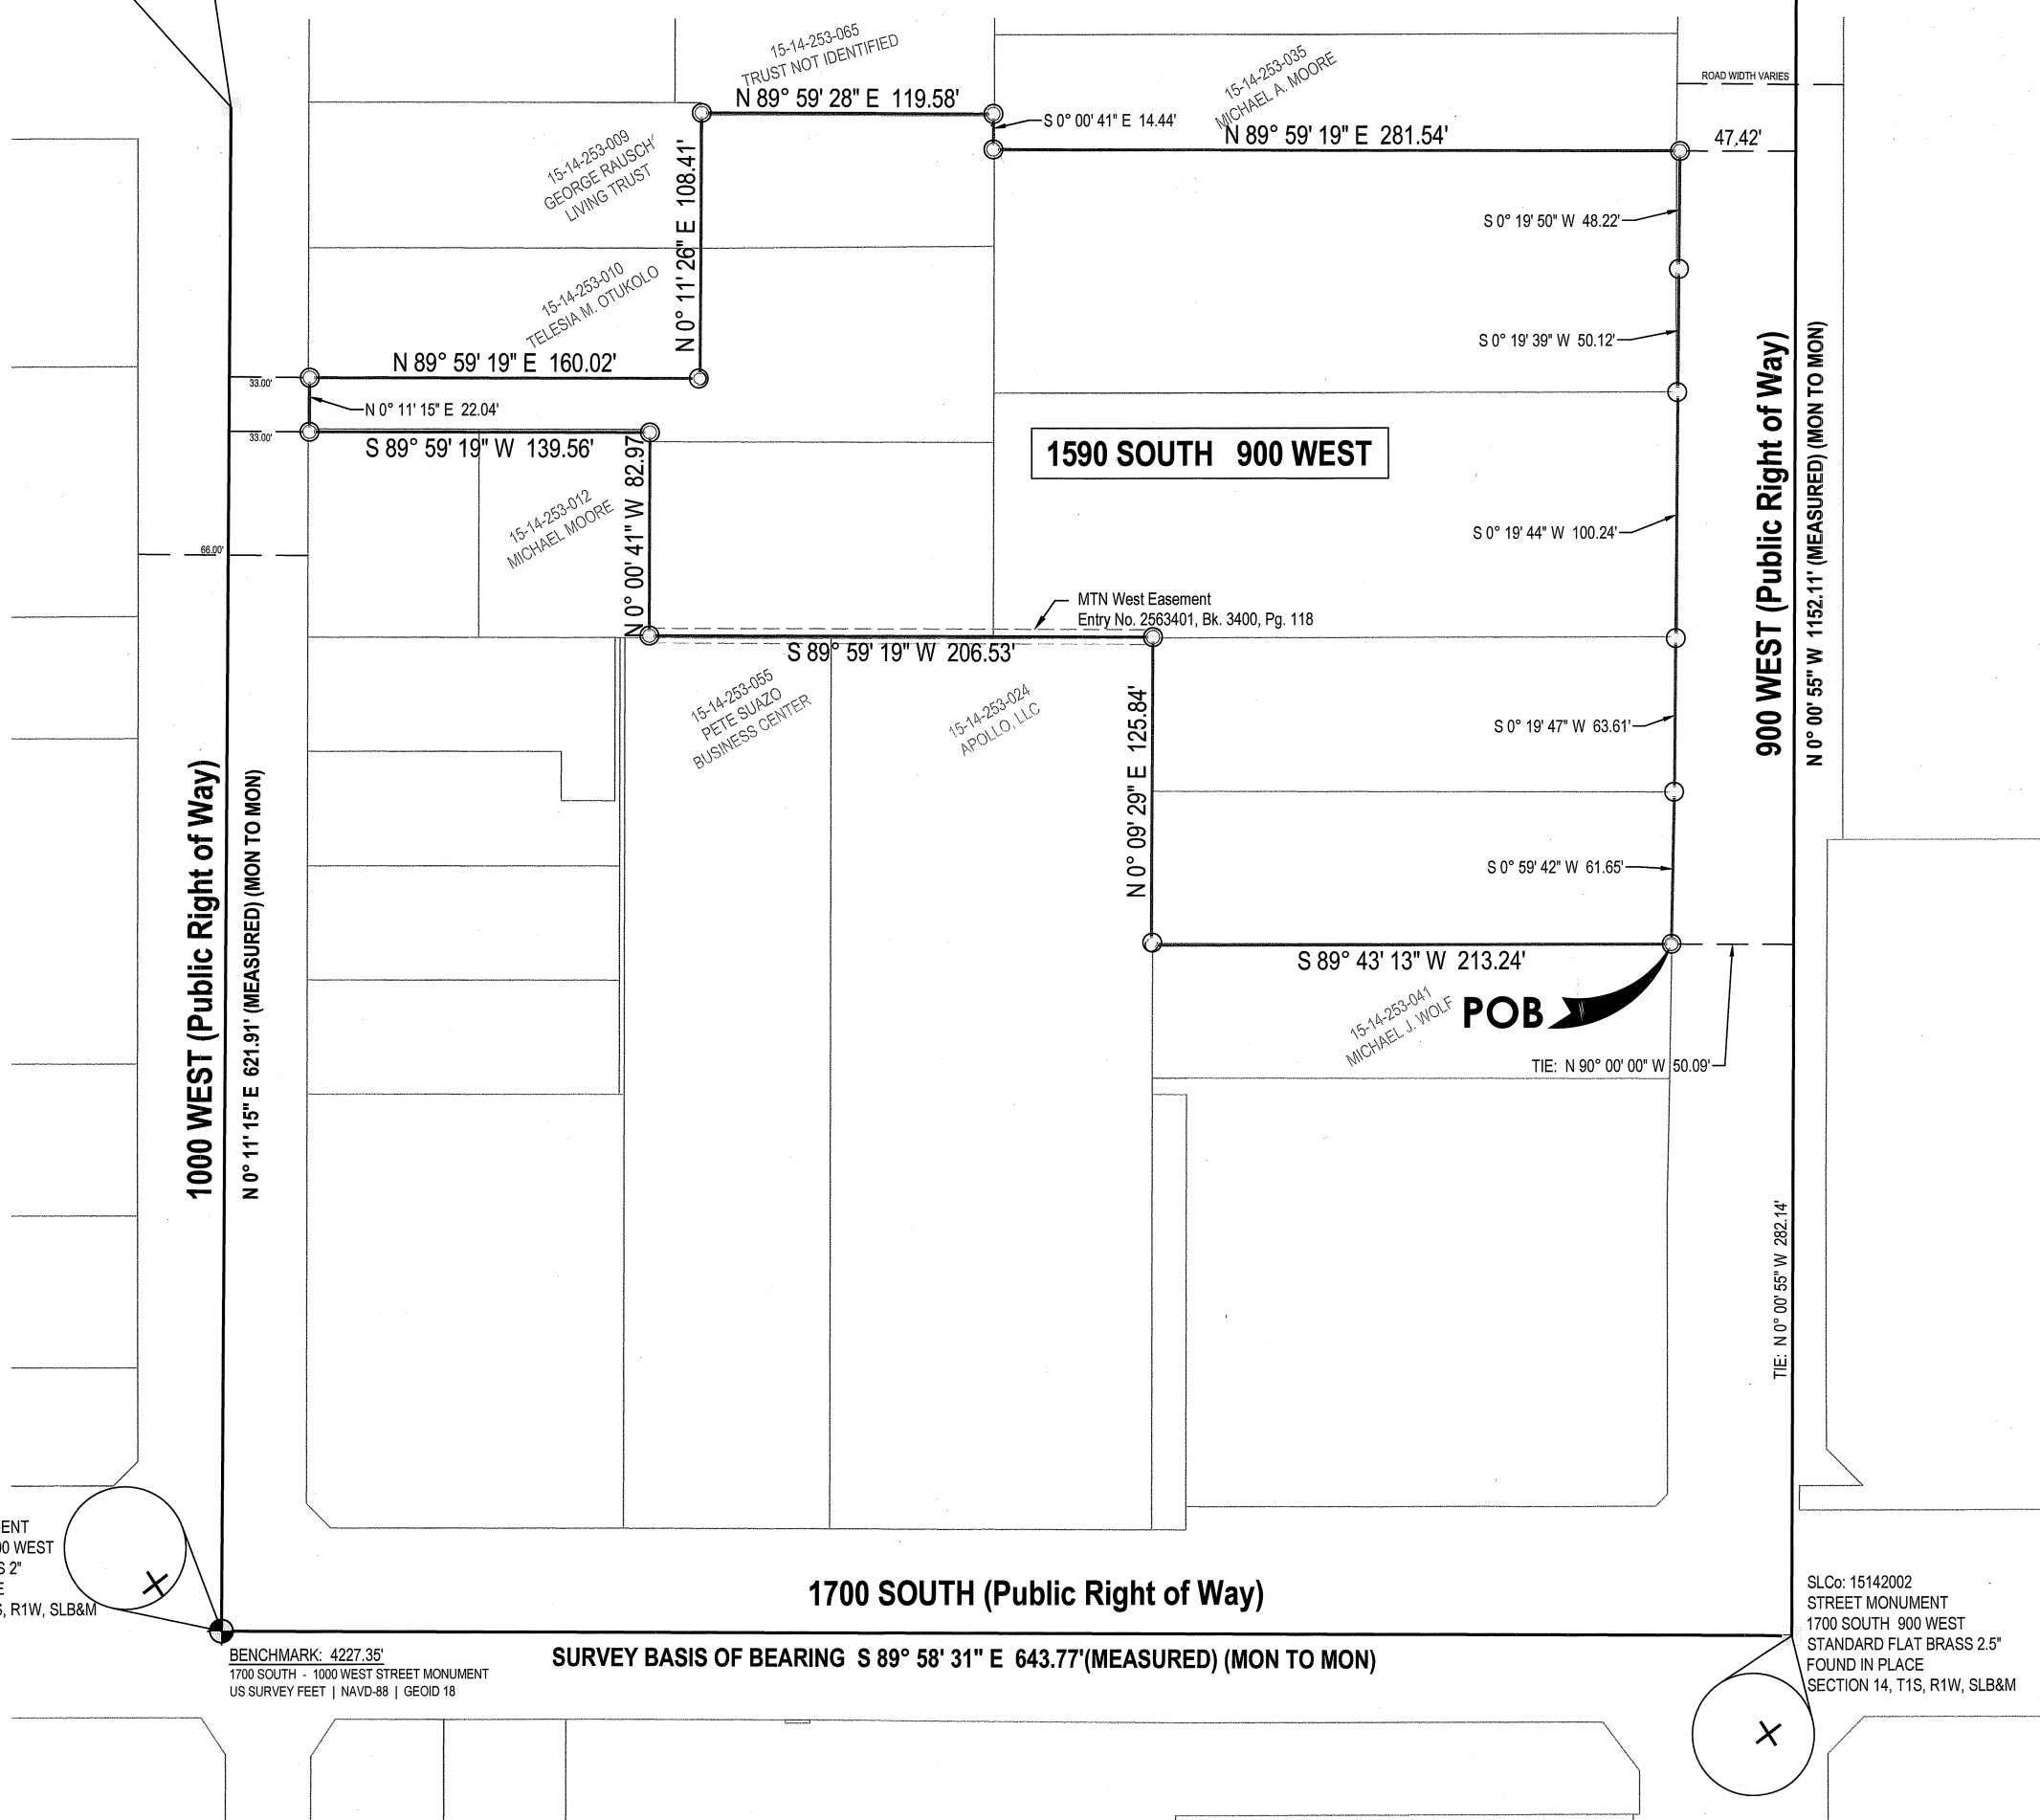 15-14-253-065
TRUST NOT IDENTIFIED
N 89° 59' 28" E 119.58'
15-14-253-035
MICHAEL A. MOORE
N 89° 59' 19" E 281.54'
ROAD WIDTH VARIES
47.42'
S 0° 00' 41" E 14.44'
15-14-253-009
GEORGE RAUSCH
LIVING TRUST
N 0° 11' 26" E 108.41'
S 0° 19' 50" W 48.22'
15-14-253-010
TELESIA M. OTUKOLO
S 0° 19' 39" W 50.12'
N 89° 59' 19" E 160.02'
33.00'
N 0° 11' 15" E 22.04'
33.00'
S 89° 59' 19" W 139.56'
1590 SOUTH 900 WEST
15-14-253-012
MICHAEL MOORE
N 0° 00' 41" W 82.97'
66.00'
S 0° 19' 44" W 100.24'
900 WEST (Public Right of Way)
N 0° 00' 55" W 1152.11' (MEASURED) (MON TO MON)
MTN West Easement
Entry No. 2563401, Bk. 3400, Pg. 118
S 89° 59' 19" W 206.53'
15-14-253-055
PETE SUAZO
BUSINESS CENTER
15-14-253-024
APOLLO, LLC
N 0° 09' 29" E 125.84'
S 0° 19' 47" W 63.61'
S 0° 59' 42" W 61.65'
1000 WEST (Public Right of Way)
N 0° 11' 15" E 621.91' (MEASURED) (MON TO MON)
S 89° 43' 13" W 213.24'
15-14-253-041
MICHAEL J. WOLF
POB
TIE: N 90° 00' 00" W 50.09'
TIE: N 0° 00' 55" W 282.14'
ENT
00 WEST
S 2"
E
S, R1W, SLB&M
1700 SOUTH (Public Right of Way)
BENCHMARK: 4227.35'
1700 SOUTH - 1000 WEST STREET MONUMENT
US SURVEY FEET | NAVD-88 | GEOID 18
SURVEY BASIS OF BEARING S 89° 58' 31" E 643.77'(MEASURED) (MON TO MON)
SLCo: 15142002
STREET MONUMENT
1700 SOUTH 900 WEST
STANDARD FLAT BRASS 2.5"
FOUND IN PLACE
SECTION 14, T1S, R1W, SLB&M